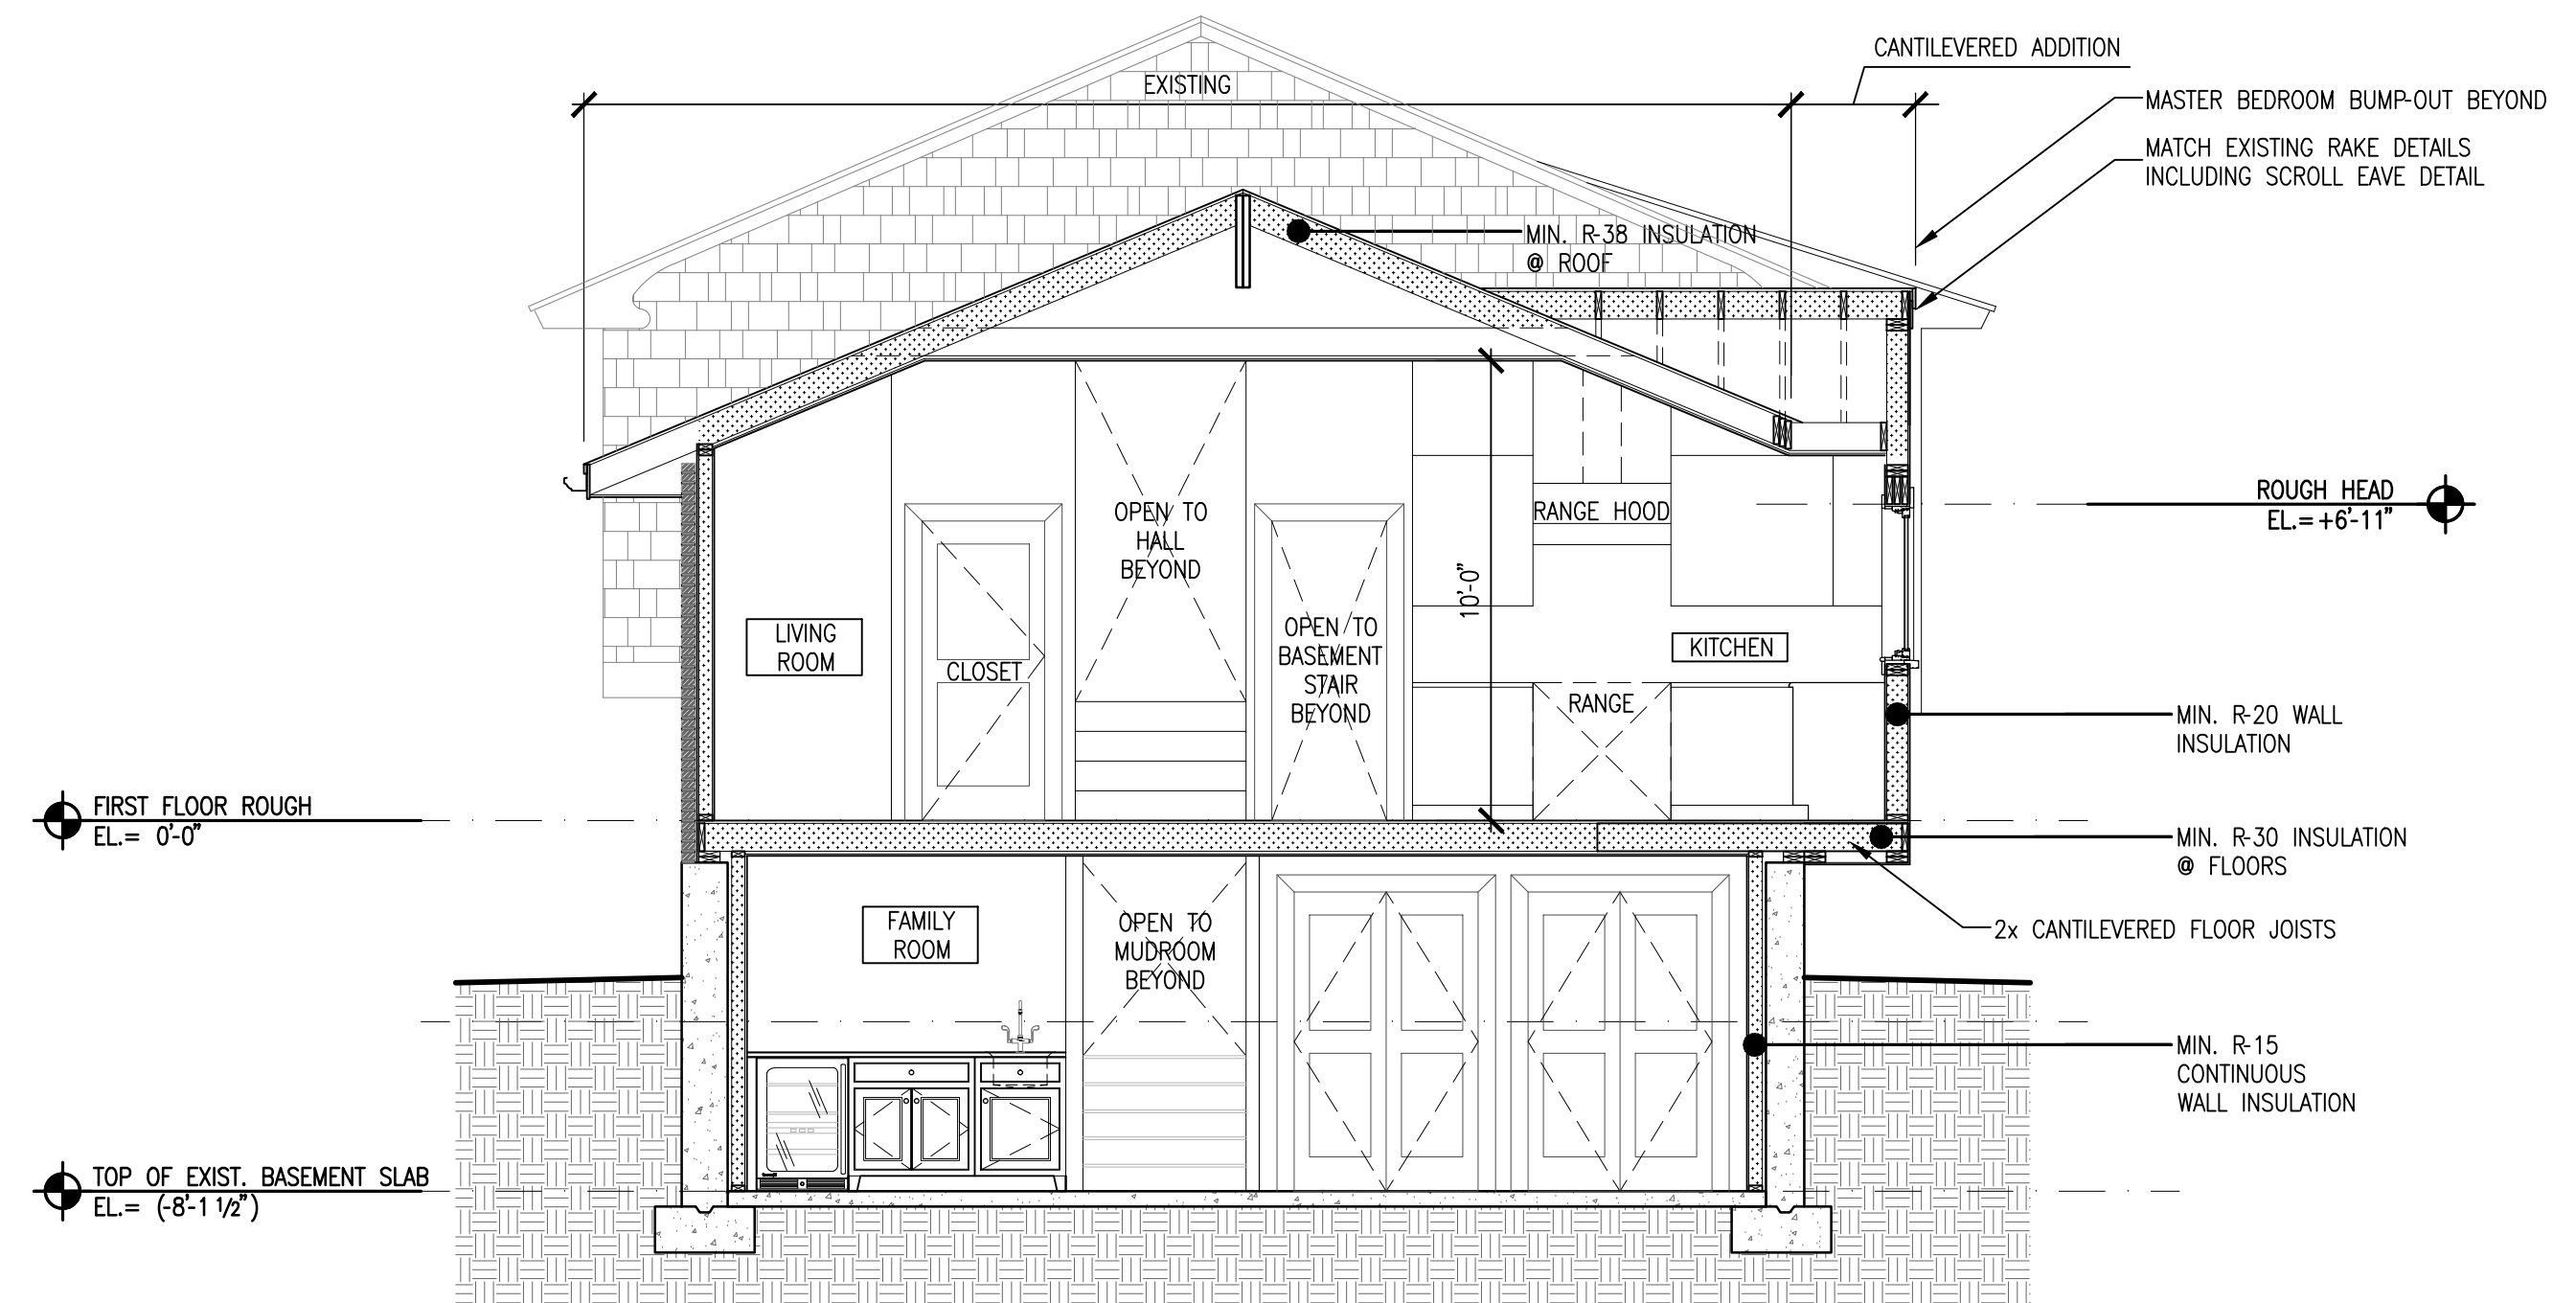 CANTILEVERED ADDITION
EXISTING
MASTER BEDROOM BUMP-OUT BEYOND
MATCH EXISTING RAKE DETAILS
INCLUDING SCROLL EAVE DETAIL
MIN. R-38 INSULATION
@ ROOF
ROUGH HEAD
EL.=+6'-11"
OPEN TO
HALL
BEYOND
RANGE HOOD
10'-0"
LIVING
ROOM
CLOSET
OPEN TO
BASEMENT
STAIR
BEYOND
KITCHEN
RANGE
MIN. R-20 WALL
INSULATION
FIRST FLOOR ROUGH
EL.= 0'-0"
MIN. R-30 INSULATION
@ FLOORS
2x CANTILEVERED FLOOR JOISTS
FAMILY
ROOM
OPEN TO
MUDROOM
BEYOND
MIN. R-15
CONTINUOUS
WALL INSULATION
TOP OF EXIST. BASEMENT SLAB
EL.= (-8'-1 1/2")